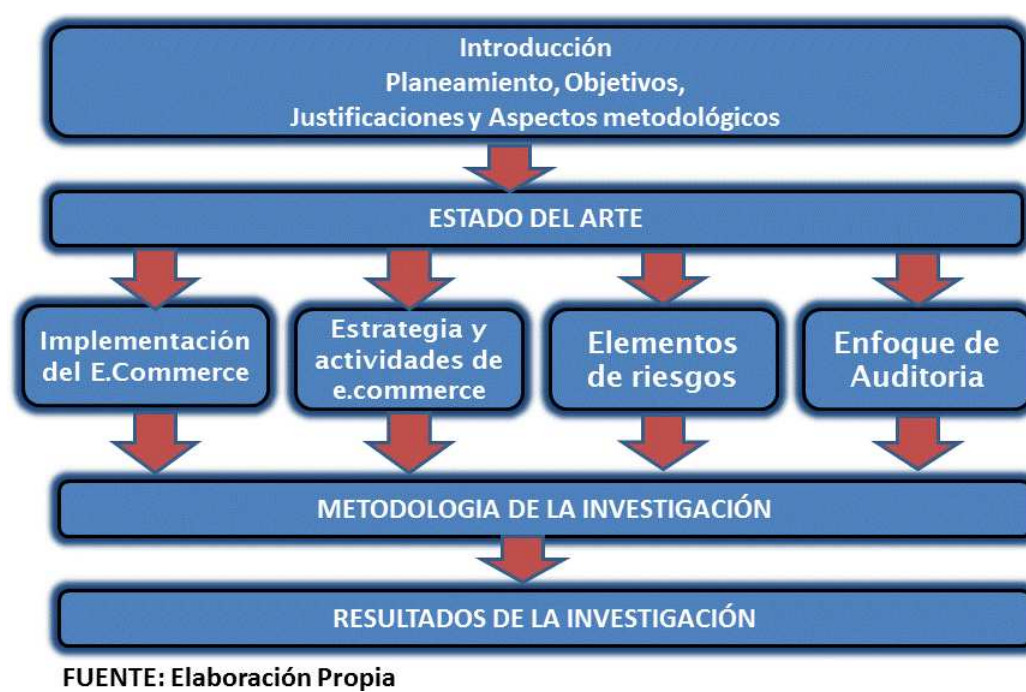 Introducción
Planeamiento, Objetivos,
Justificaciones y Aspectos metodológicos
ESTADO DEL ARTE
Implementación
del E.Commerce
Estrategia y
actividades de
e.commerce
Elementos
de riesgos
Enfoque de
Auditoria
METODOLOGIA DE LA INVESTIGACIÓN
RESULTADOS DE LA INVESTIGACIÓN
FUENTE: Elaboración Propia